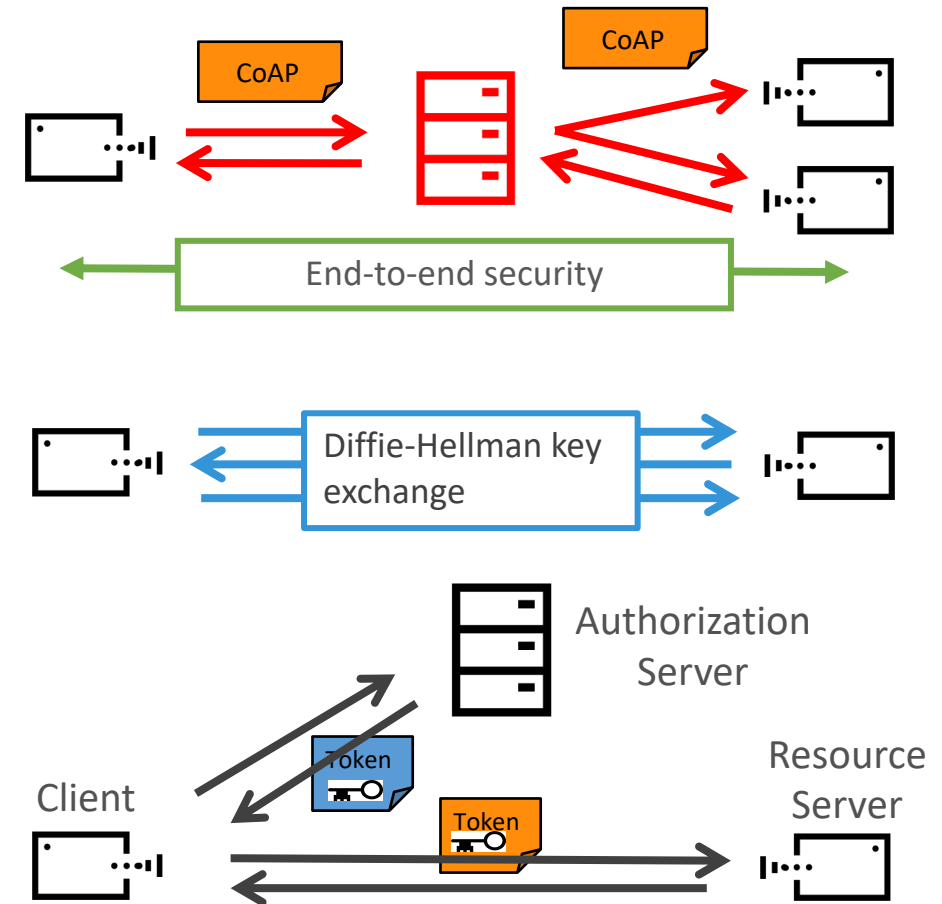 CoAP
CoAP
End-to-end security
Diffie-Hellman key
exchange
Authorization
Server
Token
Resource
Server
Client
Token